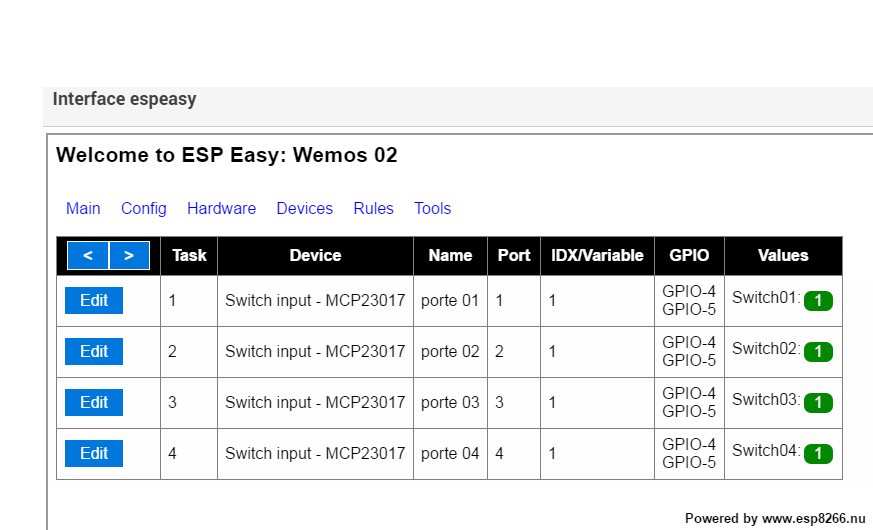 Interface espeasy
Welcome to ESP Easy: Wemos 02
Main Config Hardware Devices Rules Tools
< > Task Device Name Port IDX/Variable GPIO Values
Edit 1 Switch input - MCP23017 porte 01 1 1 GPIO-4 GPIO-5 Switch01: 1
Edit 2 Switch input - MCP23017 porte 02 2 1 GPIO-4 GPIO-5 Switch02: 1
Edit 3 Switch input - MCP23017 porte 03 3 1 GPIO-4 GPIO-5 Switch03: 1
Edit 4 Switch input - MCP23017 porte 04 4 1 GPIO-4 GPIO-5 Switch04: 1
Powered by www.esp8266.nu